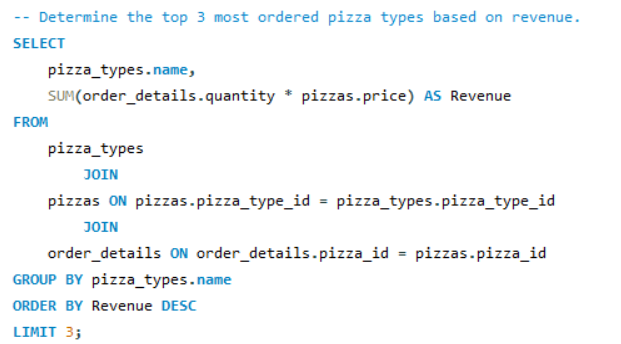 -- Determine the top 3 most ordered pizza types based on revenue.
SELECT
    pizza_types.name,
    SUM(order_details.quantity * pizzas.price) AS Revenue
FROM
    pizza_types
        JOIN
    pizzas ON pizzas.pizza_type_id = pizza_types.pizza_type_id
        JOIN
    order_details ON order_details.pizza_id = pizzas.pizza_id
GROUP BY pizza_types.name
ORDER BY Revenue DESC
LIMIT 3;